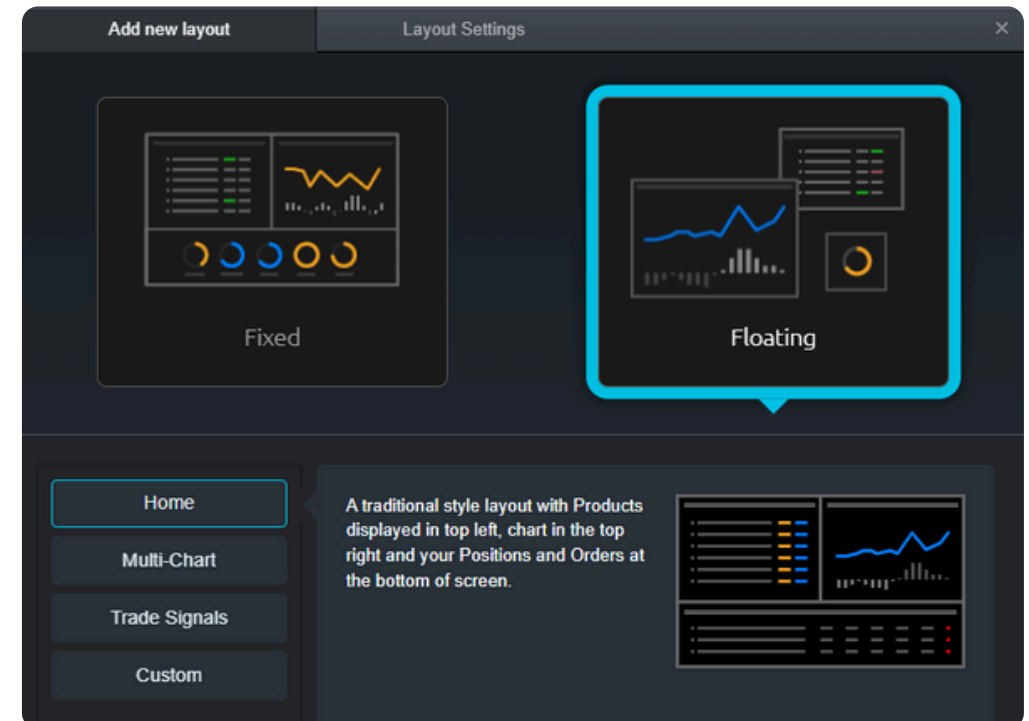 Add new layout
Layout Settings
Fixed
Floating
Home
Multi-Chart
Trade Signals
Custom
A traditional style layout with Products
displayed in top left, chart in the top
right and your Positions and Orders at
the bottom of screen.